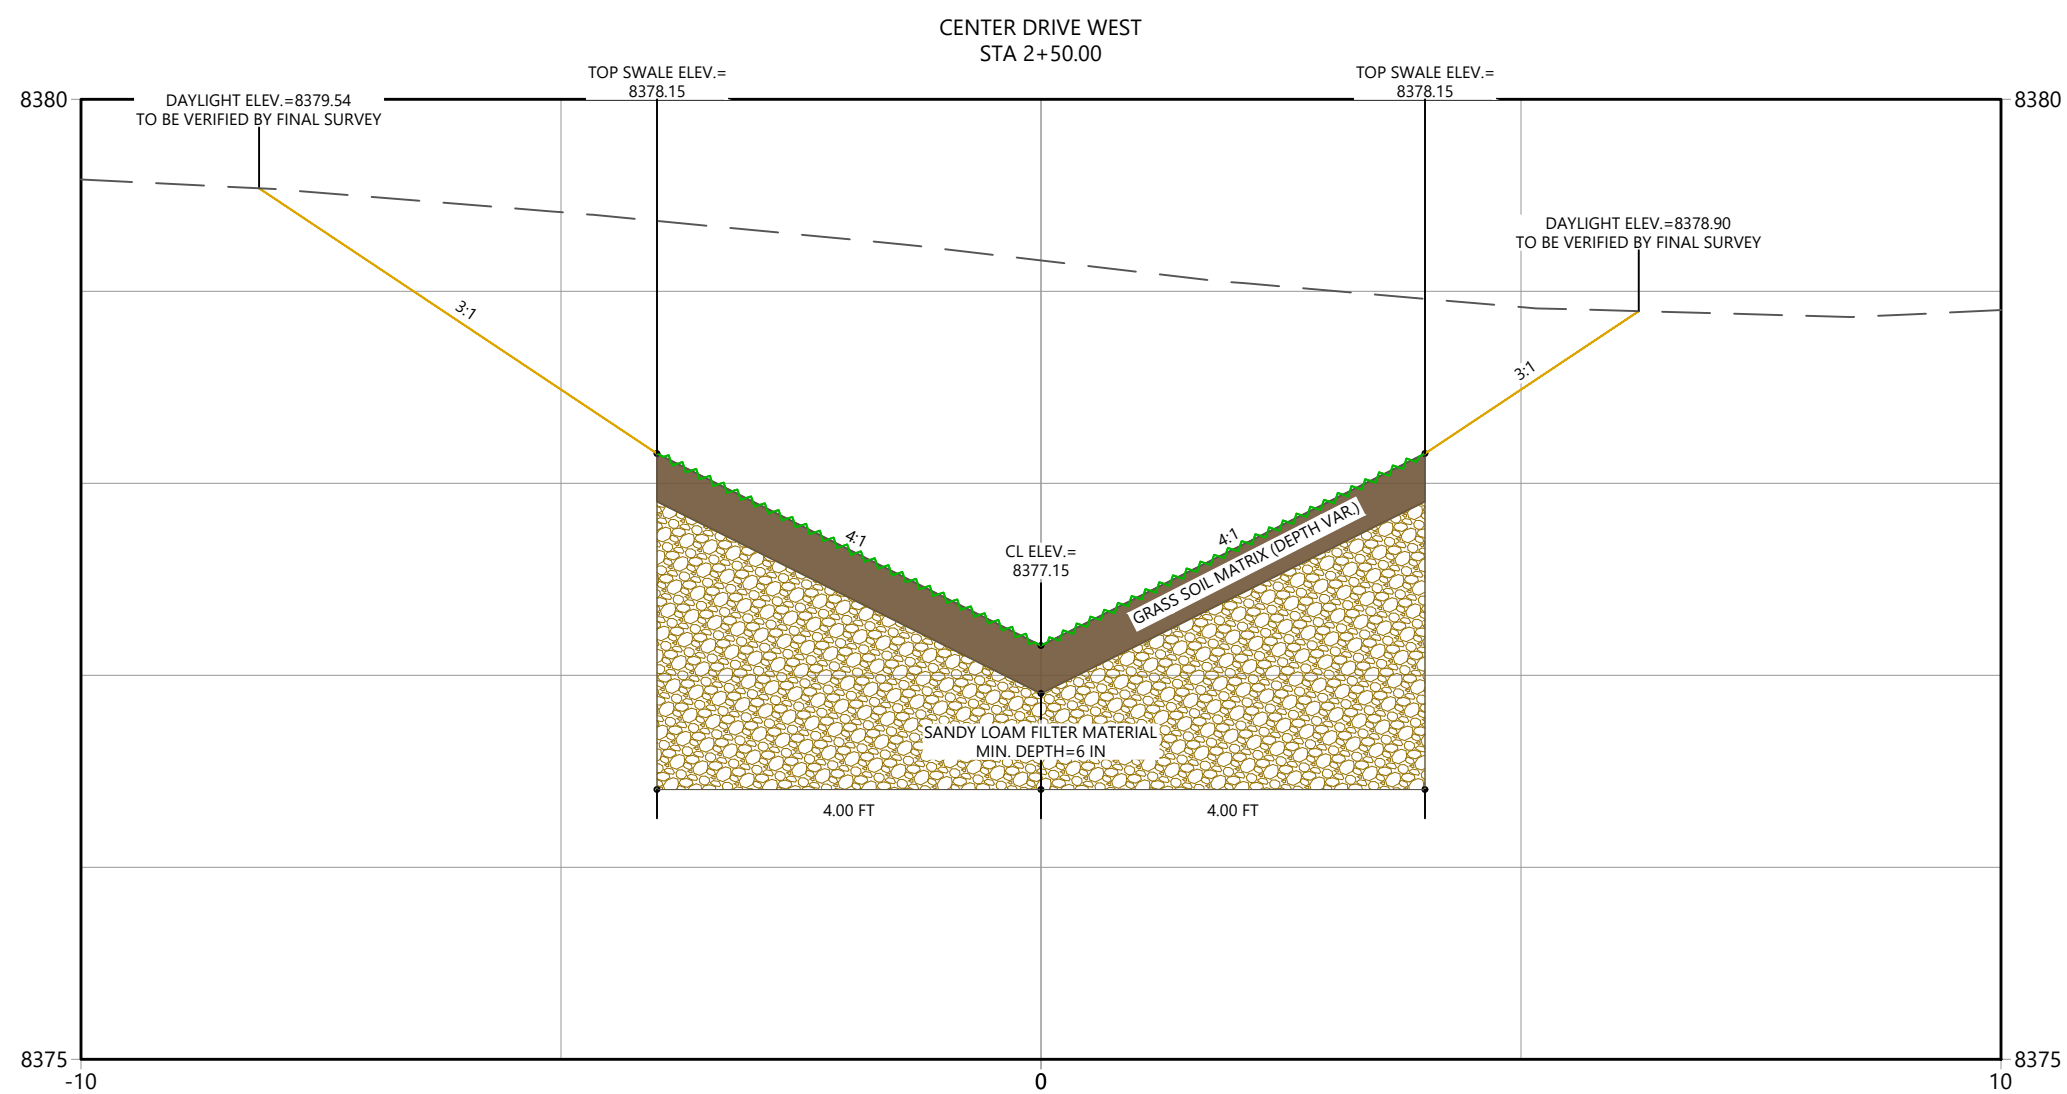 CENTER DRIVE WEST
STA 2+50.00
TOP SWALE ELEV.=
8378.15
TOP SWALE ELEV.=
8378.15
8380
8380
DAYLIGHT ELEV.=8379.54
TO BE VERIFIED BY FINAL SURVEY
DAYLIGHT ELEV.=8378.90
TO BE VERIFIED BY FINAL SURVEY
3:1
3:1
4:1
4:1
CL ELEV.=
8377.15
GRASS SOIL MATRIX (DEPTH VAR.)
SANDY LOAM FILTER MATERIAL
MIN. DEPTH=6 IN
4.00 FT
4.00 FT
8375
8375
-10
0
10